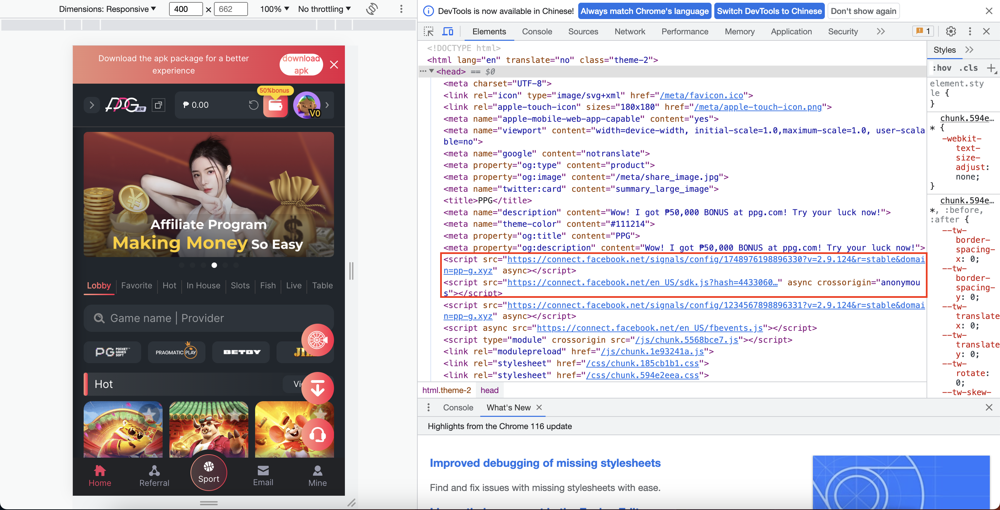 Dimensions: Responsive ▼ 400 × 662 100% ▼ No throttling ▼
Download the apk package for a better
experience
download
apk
50%bonus
PPG官网
₱ 0.00
V0
Affiliate Program
Making Money So Easy
Lobby Favorite Hot In House Slots Fish Live Table
Game name | Provider
PG POCKET GAMES SOFT
PRAGMATIC PLAY
BETBY
Hot
Home
Referral
Sport
Email
Mine
DevTools is now available in Chinese! Always match Chrome's language Switch DevTools to Chinese Don't show again
Elements Console Sources Network Performance Memory Application Security 1
<!DOCTYPE html>
<html lang="en" translate="no" class="theme-2">
<head> == $0
<meta charset="UTF-8">
<link rel="icon" type="image/svg+xml" href="/meta/favicon.ico">
<link rel="apple-touch-icon" sizes="180x180" href="/meta/apple-touch-icon.png">
<meta name="apple-mobile-web-app-capable" content="yes">
<meta name="viewport" content="width=device-width, initial-scale=1.0,maximum-scale=1.0, user-scala
ble=no">
<meta name="google" content="notranslate">
<meta property="og:type" content="product">
<meta property="og:image" content="/meta/share_image.jpg">
<meta name="twitter:card" content="summary_large_image">
<title>PPG</title>
<meta name="description" content="Wow! I got ₱50,000 BONUS at ppg.com! Try your luck now!">
<meta name="theme-color" content="#111214">
<meta property="og:title" content="PPG">
<meta property="og:description" content="Wow! I got ₱50,000 BONUS at ppg.com! Try your luck now!">
<script src="https://connect.facebook.net/signals/config/1748976198896330?v=2.9.124&r=stable&domai
n=pp-g.xyz" async></script>
<script src="https://connect.facebook.net/en_US/sdk.js?hash=4433060…" async crossorigin="anonymou
s"></script>
<script src="https://connect.facebook.net/signals/config/1234567898896331?v=2.9.124&r=stable&domai
n=pp-g.xyz" async></script>
<script async src="https://connect.facebook.net/en_US/fbevents.js"></script>
<script type="module" crossorigin src="/js/chunk.5568bce7.js"></script>
<link rel="modulepreload" href="/js/chunk.1e93241a.js">
<link rel="stylesheet" href="/css/chunk.185cb1b1.css">
<link rel="stylesheet" href="/css/chunk.594e2eea.css">
html.theme-2 head
Styles
:hov .cls
element.sty
le {
}
chunk.594e…
* {
-webkit-
text-
size-
adjust:
none;
}
chunk.594e…
*, :before,
:after {
--tw-
border-
spacing-
x: 0;
--tw-
border-
spacing-
y: 0;
--tw-
translate
x: 0;
--tw-
translate
y: 0;
--tw-
rotate:
0;
--tw-skew-
Console What's New
Highlights from the Chrome 116 update
Improved debugging of missing stylesheets
Find and fix issues with missing stylesheets with ease.